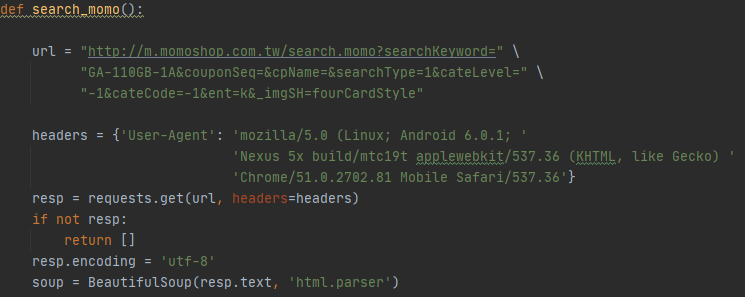 def search_momo():
url = "http://m.momoshop.com.tw/search.momo?searchKeyword=" \
"GA-110GB-1A&couponSeq=&cpName=&searchType=1&cateLevel=" \
"-1&cateCode=-1&ent=k&_imgSH=fourCardStyle"
headers = {'User-Agent': 'mozilla/5.0 (Linux; Android 6.0.1; '
'Nexus 5x build/mtc19t applewebkit/537.36 (KHTML, like Gecko) '
'Chrome/51.0.2702.81 Mobile Safari/537.36'}
resp = requests.get(url, headers=headers)
if not resp:
return []
resp.encoding = 'utf-8'
soup = BeautifulSoup(resp.text, 'html.parser')